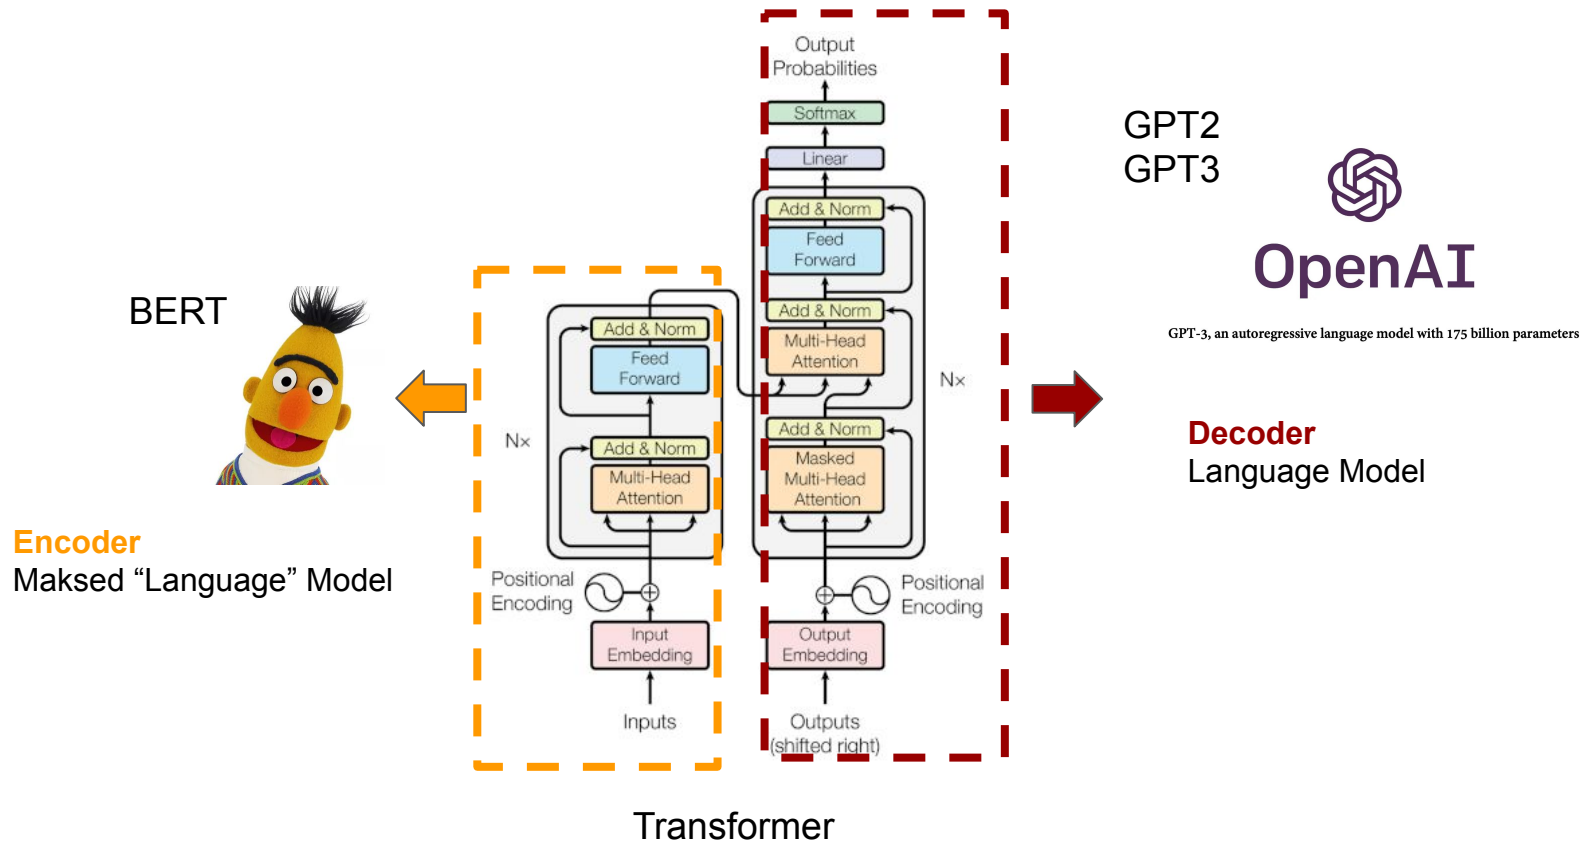 BERT
Encoder
Maksed “Language” Model
Add & Norm
Feed
Forward
Nx
Add & Norm
Multi-Head
Attention
Positional
Encoding
Input
Embedding
Inputs
Output
Probabilities
Softmax
Linear
Add & Norm
Feed
Forward
Add & Norm
Multi-Head
Attention
Nx
Add & Norm
Masked
Multi-Head
Attention
Positional
Encoding
Output
Embedding
Outputs
(shifted right)
Transformer
GPT2
GPT3
OpenAI
GPT-3, an autoregressive language model with 175 billion parameters
Decoder
Language Model